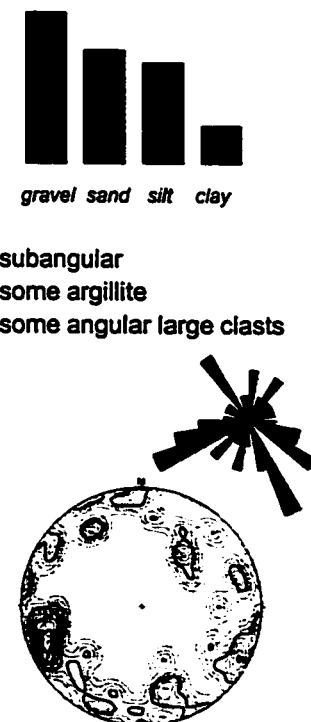 gravel sand silt clay
subangular
some argillite
some angular large clasts
N